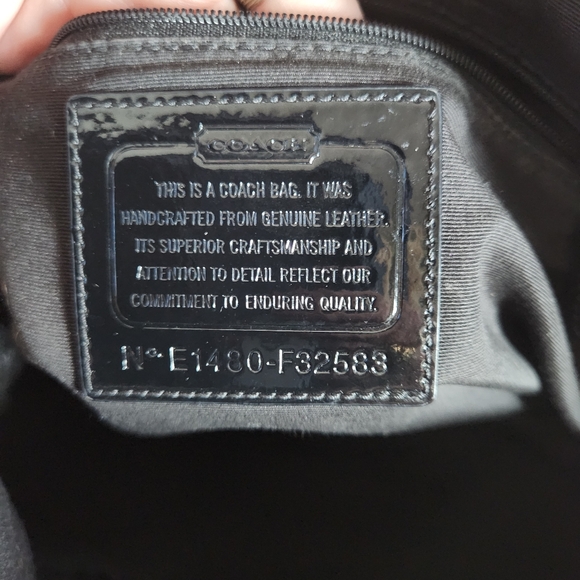 COACH
THIS IS A COACH BAG. IT WAS
HANDCRAFTED FROM GENUINE LEATHER.
ITS SUPERIOR CRAFTSMANSHIP AND
ATTENTION TO DETAIL REFLECT OUR
COMMITMENT TO ENDURING QUALITY.
Nº E1480-F32583